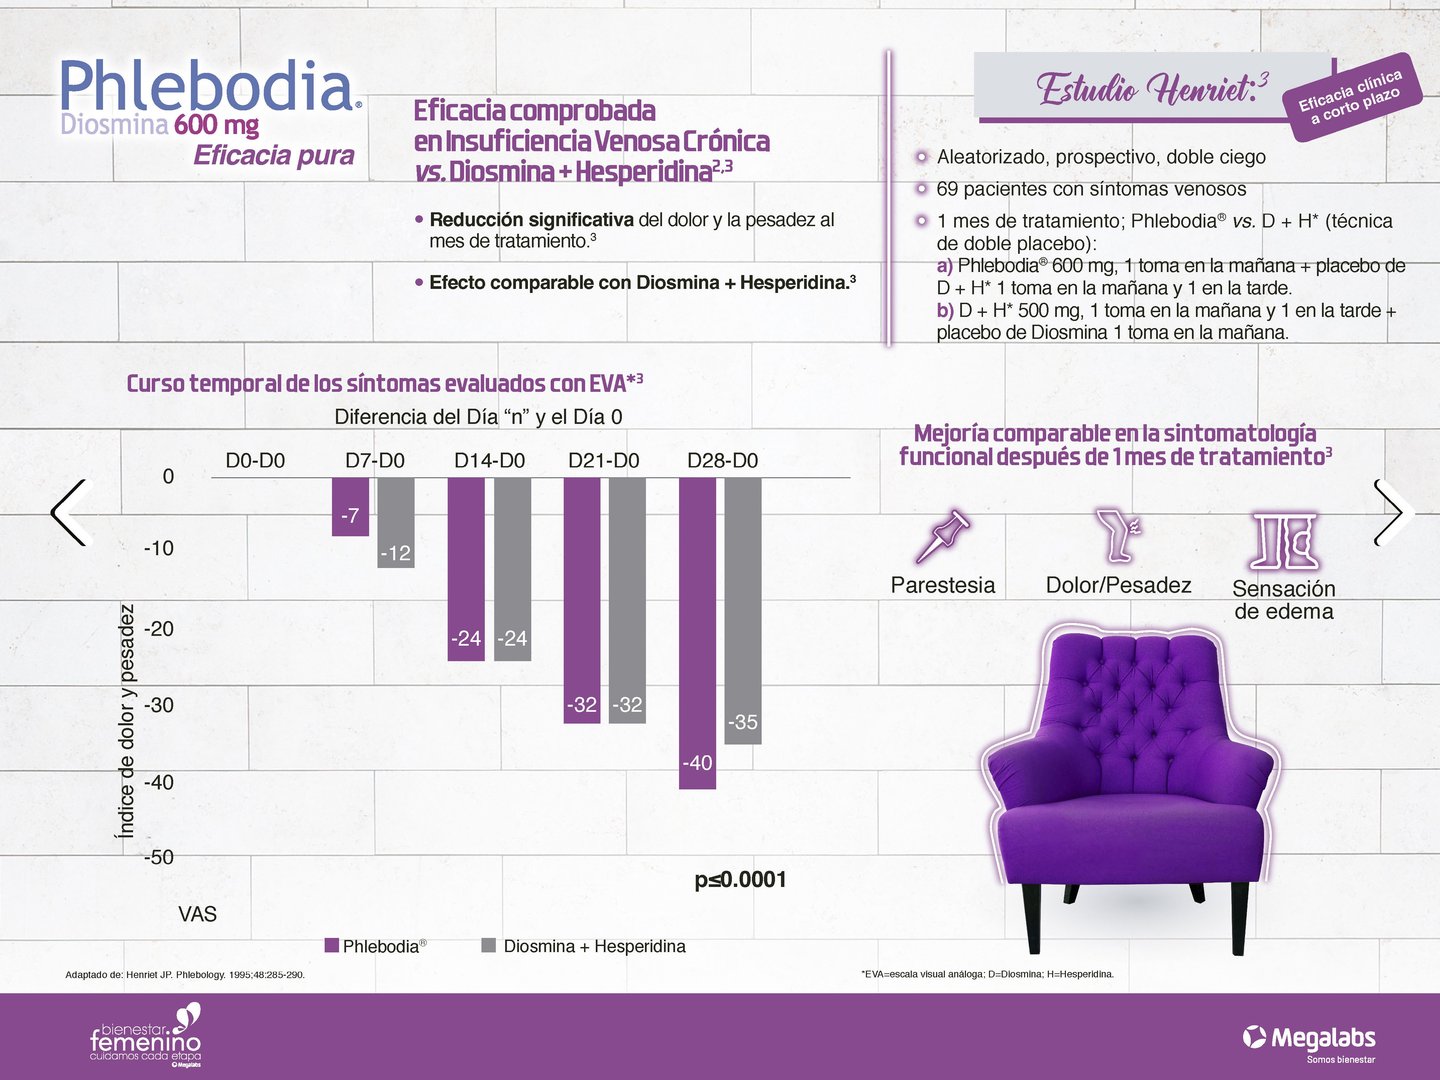 Phlebodia®
Diosmina 600 mg
Eficacia pura
Eficacia comprobada
en Insuficiencia Venosa Crónica
vs. Diosmina + Hesperidina2,3
• Reducción significativa del dolor y la pesadez al
mes de tratamiento.3
• Efecto comparable con Diosmina + Hesperidina.3
Estudio Henriet:3
Eficacia clínica
a corto plazo
Aleatorizado, prospectivo, doble ciego
69 pacientes con síntomas venosos
1 mes de tratamiento; Phlebodia® vs. D + H* (técnica
de doble placebo):
a) Phlebodia® 600 mg, 1 toma en la mañana + placebo de
D + H* 1 toma en la mañana y 1 en la tarde.
b) D + H* 500 mg, 1 toma en la mañana y 1 en la tarde +
placebo de Diosmina 1 toma en la mañana.
Curso temporal de los síntomas evaluados con EVA*3
Diferencia del Día “n” y el Día 0
D0-D0 D7-D0 D14-D0 D21-D0 D28-D0
0
-10
-20
-30
-40
-50
Índice de dolor y pesadez
-7
-12
-24 -24
-32 -32
-40
-35
p≤0.0001
VAS
Phlebodia® Diosmina + Hesperidina
Mejoría comparable en la sintomatología
funcional después de 1 mes de tratamiento3
Parestesia
Dolor/Pesadez
Sensación
de edema
Adaptado de: Henriet JP. Phlebology. 1995;48:285-290.
*EVA=escala visual análoga; D=Diosmina; H=Hesperidina.
bienestar
femenino
cuidamos cada etapa
Megalabs
Megalabs
Somos bienestar